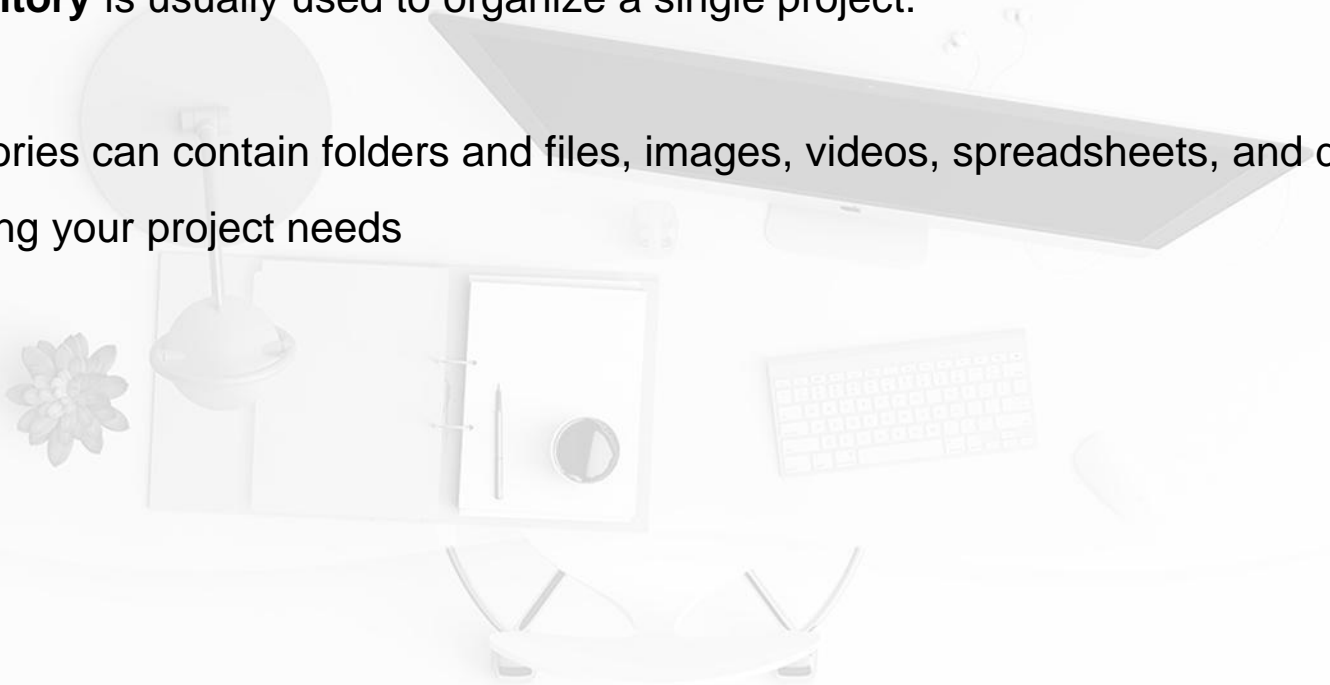 itory is usually used to organize a single project.
ories can contain folders and files, images, videos, spreadsheets, and
ng your project needs